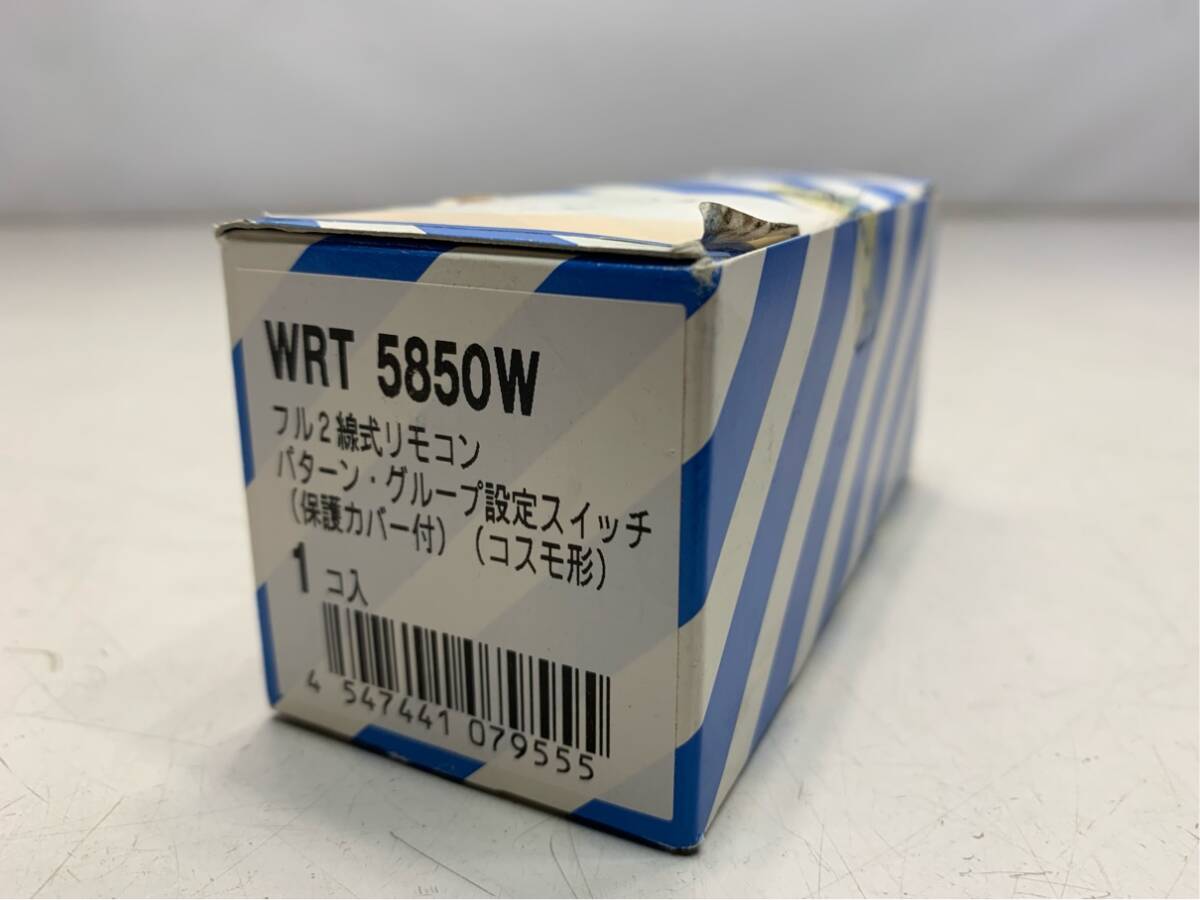 WRT 5850W
フル2線式リモコン
パターン・グループ設定スイッチ
（保護カバー付）（コスモ形）
1 コ入
4 547441 079555